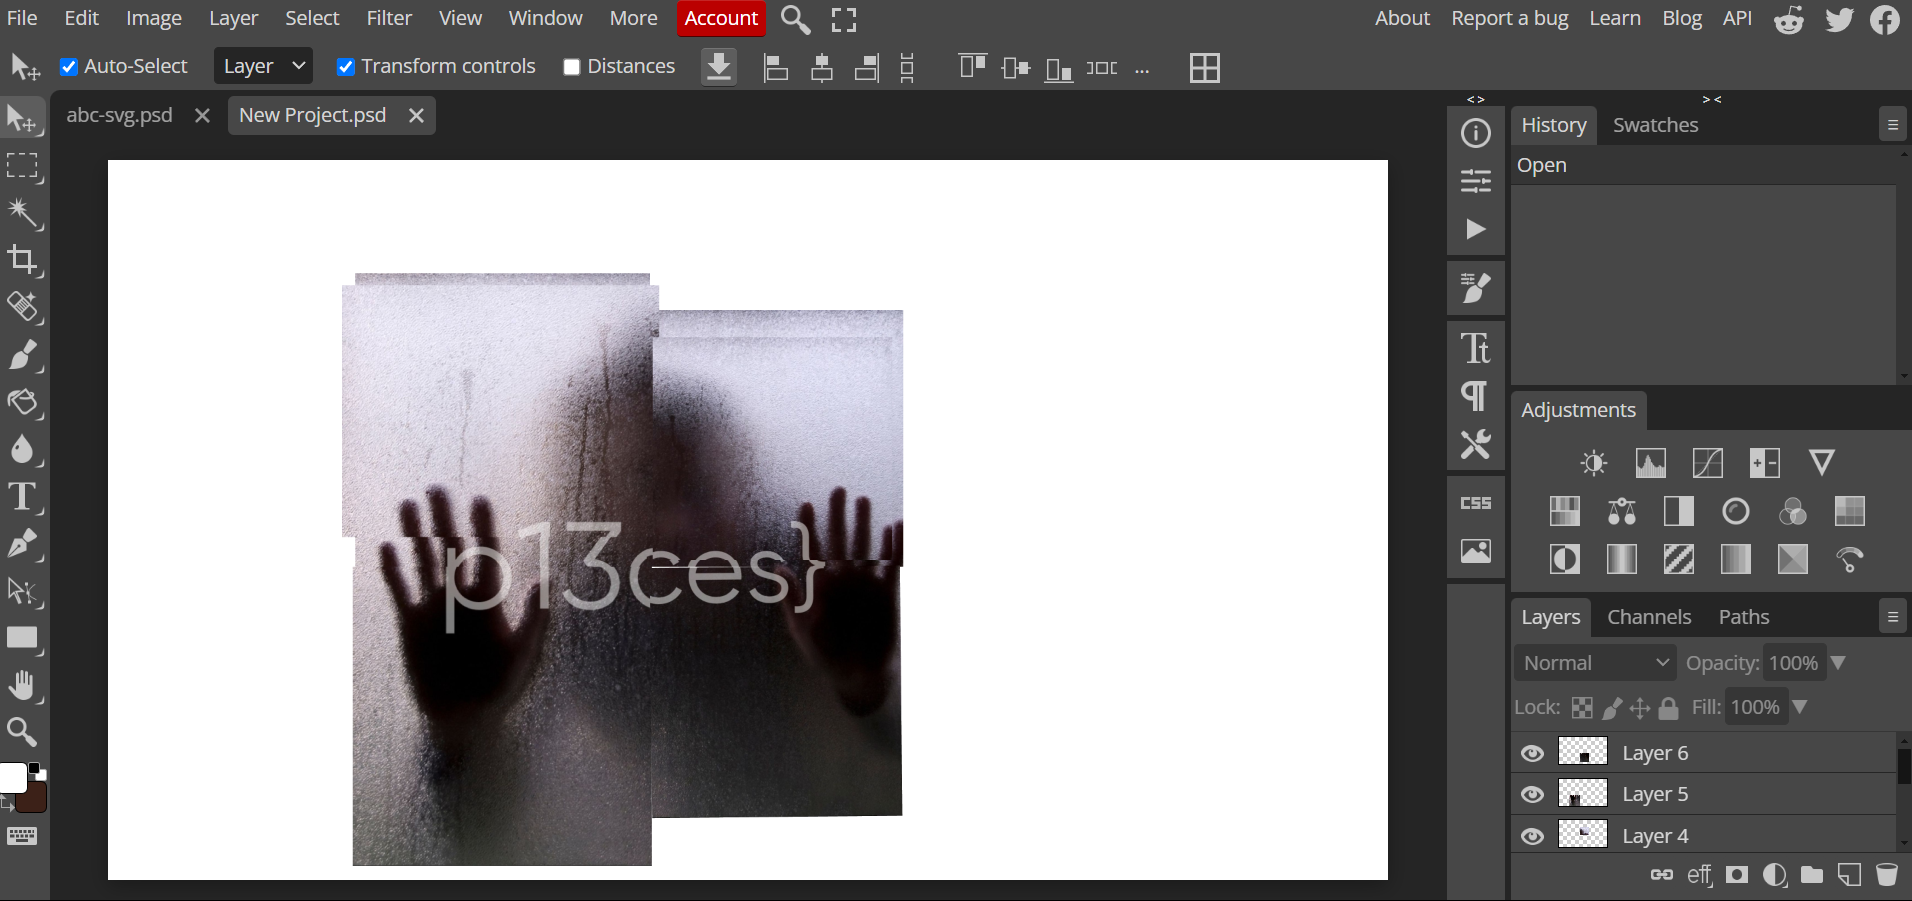 File Edit Image Layer Select Filter View Window More Account About Report a bug Learn Blog API
Auto-Select Layer Transform controls Distances ...
abc-svg.psd New Project.psd
< > > <
History Swatches
Open
Adjustments
p13ces}
CSS
Layers Channels Paths
Normal Opacity: 100%
Lock: Fill: 100%
Layer 6
Layer 5
Layer 4
eff